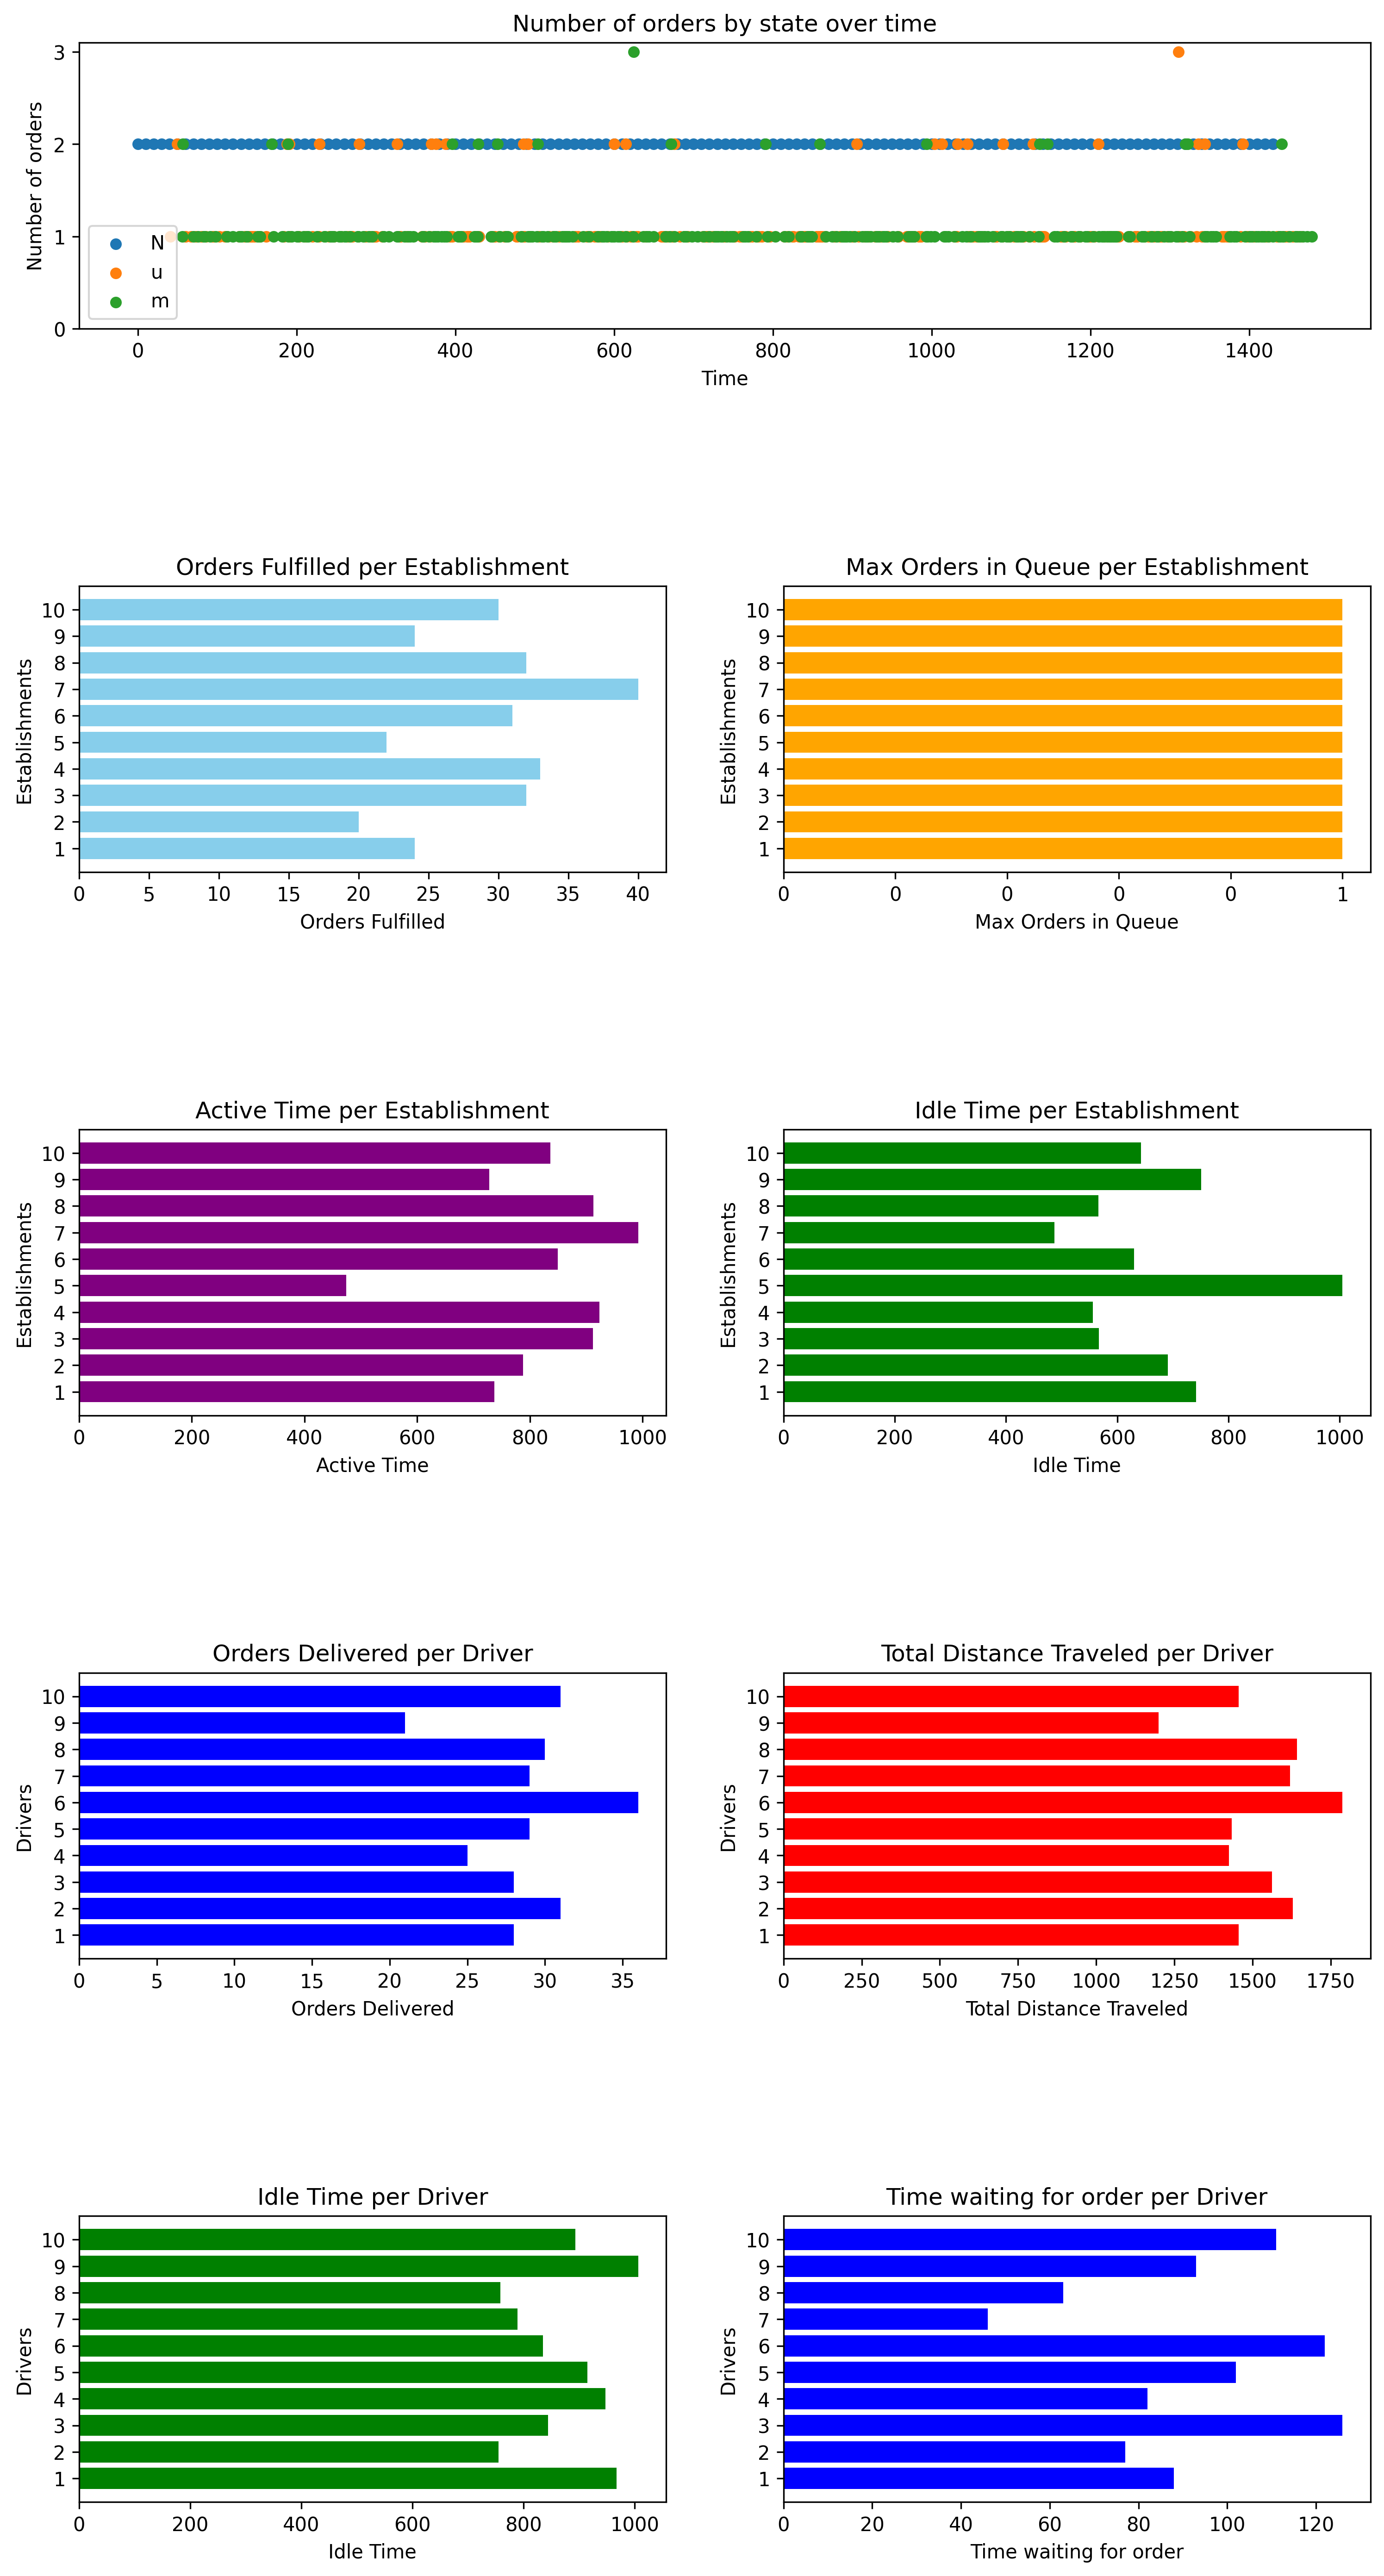 Number of orders by state over time
Number of orders
3
2
1
0
N
u
m
0 200 400 600 800 1000 1200 1400
Time
Orders Fulfilled per Establishment
Establishments
10
9
8
7
6
5
4
3
2
1
0 5 10 15 20 25 30 35 40
Orders Fulfilled
Max Orders in Queue per Establishment
Establishments
10
9
8
7
6
5
4
3
2
1
0 0 0 0 0 1
Max Orders in Queue
Active Time per Establishment
Establishments
10
9
8
7
6
5
4
3
2
1
0 200 400 600 800 1000
Active Time
Idle Time per Establishment
Establishments
10
9
8
7
6
5
4
3
2
1
0 200 400 600 800 1000
Idle Time
Orders Delivered per Driver
Drivers
10
9
8
7
6
5
4
3
2
1
0 5 10 15 20 25 30 35
Orders Delivered
Total Distance Traveled per Driver
Drivers
10
9
8
7
6
5
4
3
2
1
0 250 500 750 1000 1250 1500 1750
Total Distance Traveled
Idle Time per Driver
Drivers
10
9
8
7
6
5
4
3
2
1
0 200 400 600 800 1000
Idle Time
Time waiting for order per Driver
Drivers
10
9
8
7
6
5
4
3
2
1
0 20 40 60 80 100 120
Time waiting for order